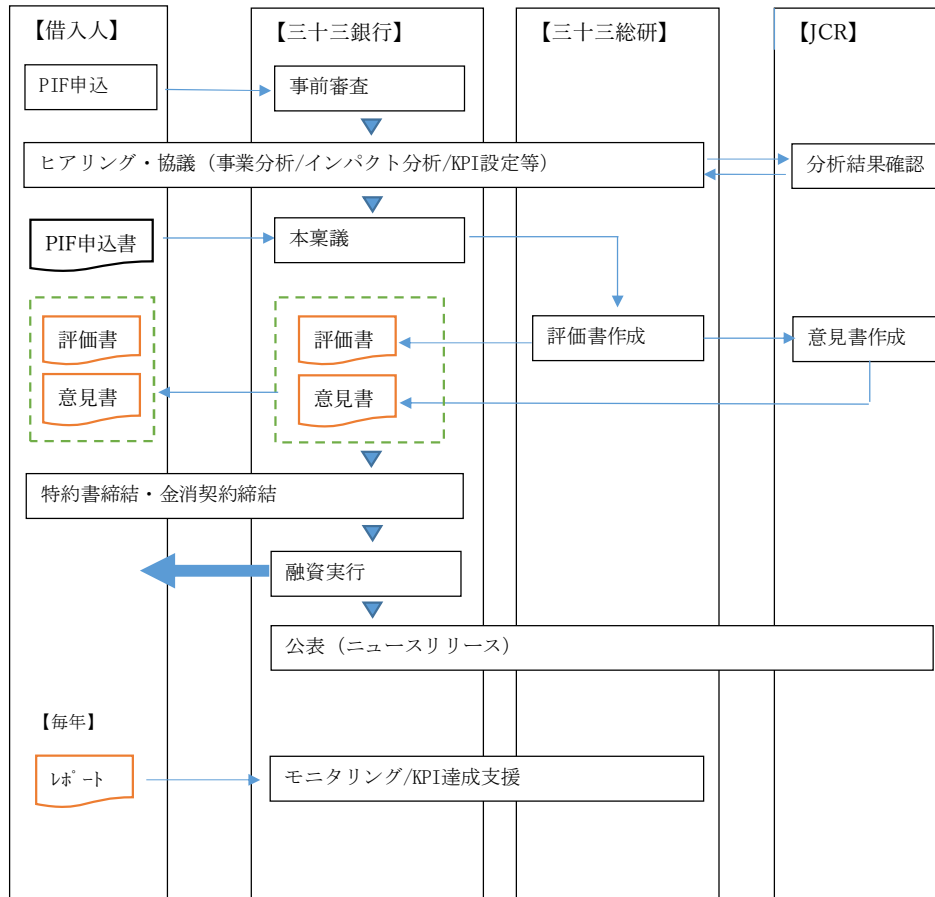 【借入人】
【三十三銀行】
【三十三総研】
【JCR】
PIF申込
事前審査
ヒアリング・協議（事業分析/インパクト分析/KPI設定等）
分析結果確認
PIF申込書
本稟議
評価書
評価書
評価書作成
意見書作成
意見書
意見書
特約書締結・金消契約締結
融資実行
公表（ニュースリリース）
【毎年】
ﾚﾎﾟｰﾄ
モニタリング/KPI達成支援